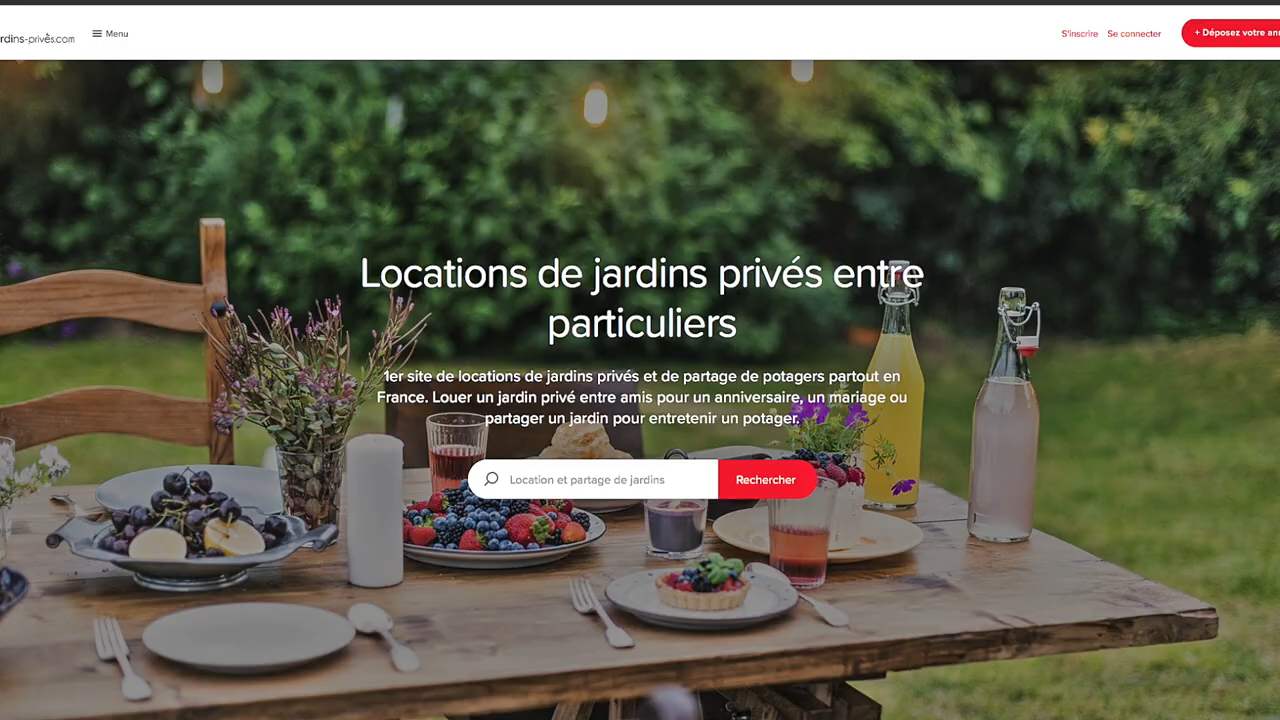 rdins-privés.com
Menu
S'inscrire
Se connecter
+ Déposez votre ann
Locations de jardins privés entre
particuliers
1er site de locations de jardins privés et de partage de potagers partout en
France. Louer un jardin privé entre amis pour un anniversaire, un mariage ou
partager un jardin pour entretenir un potager.
Location et partage de jardins
Rechercher